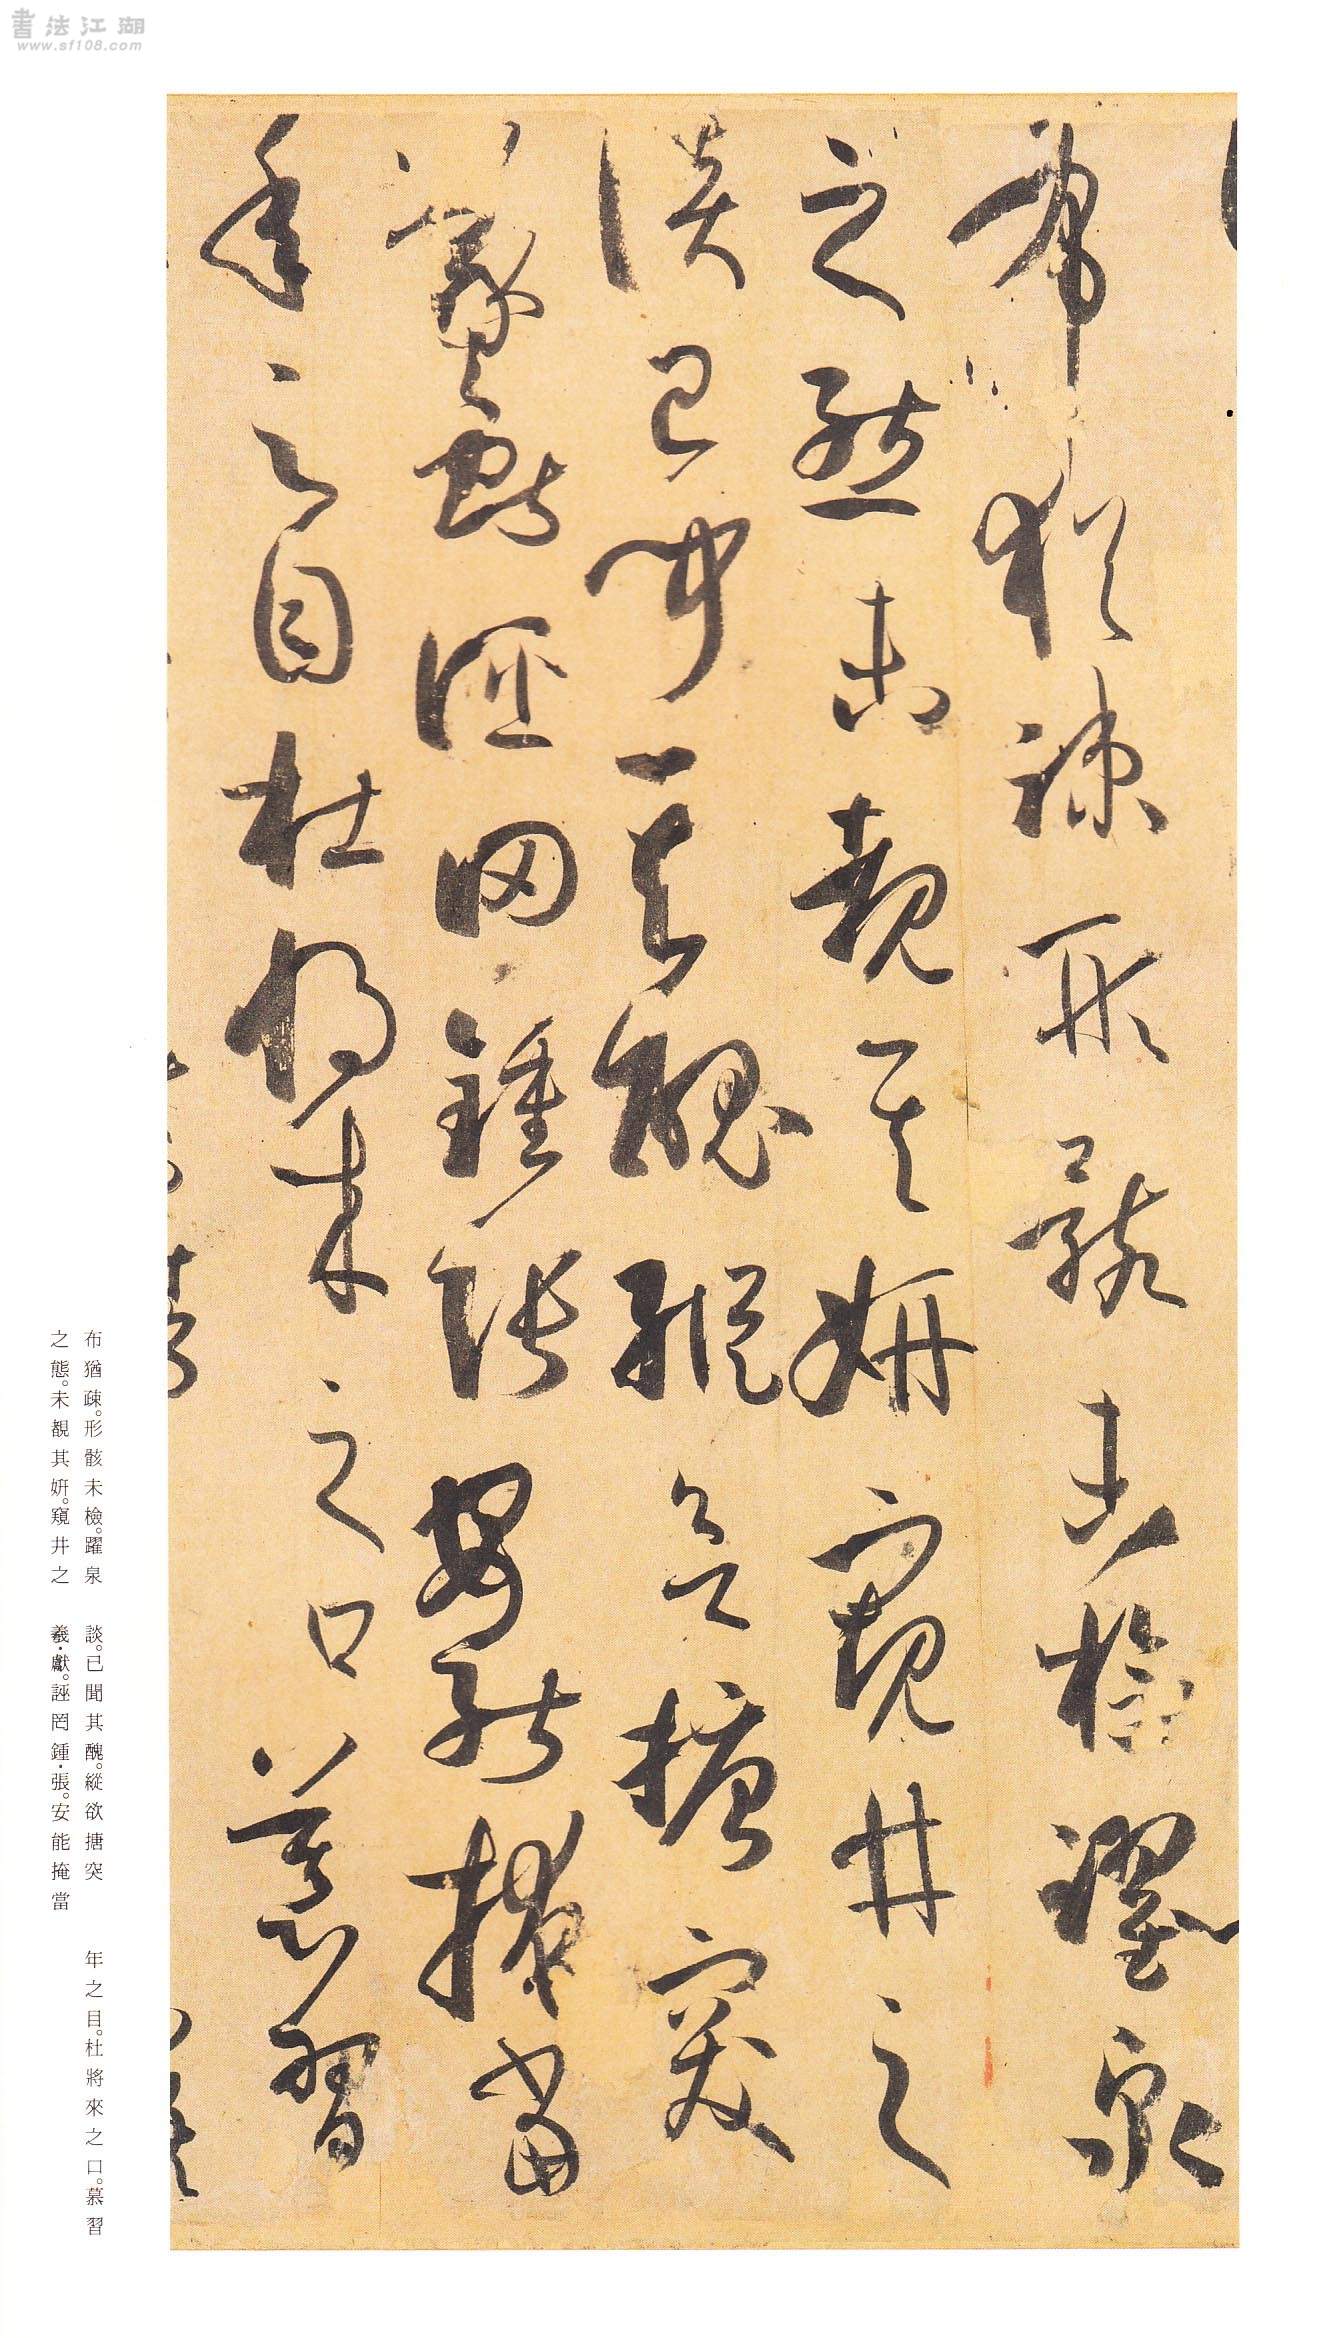 書法江湖
www.sf108.com
布猶疎形骸未檢躍泉
之態未覩其妍窺井之
談已聞其醜縱欲搪突
羲獻誣罔鍾張安能掩當
年之目杜將來之口慕習
布猶疎。形骸未檢。躍泉
之態。未覩其妍。窺井之
談。已聞其醜。縱欲搪突
羲·獻。誣罔鍾·張。安能掩當
年之目。杜將來之口。慕習